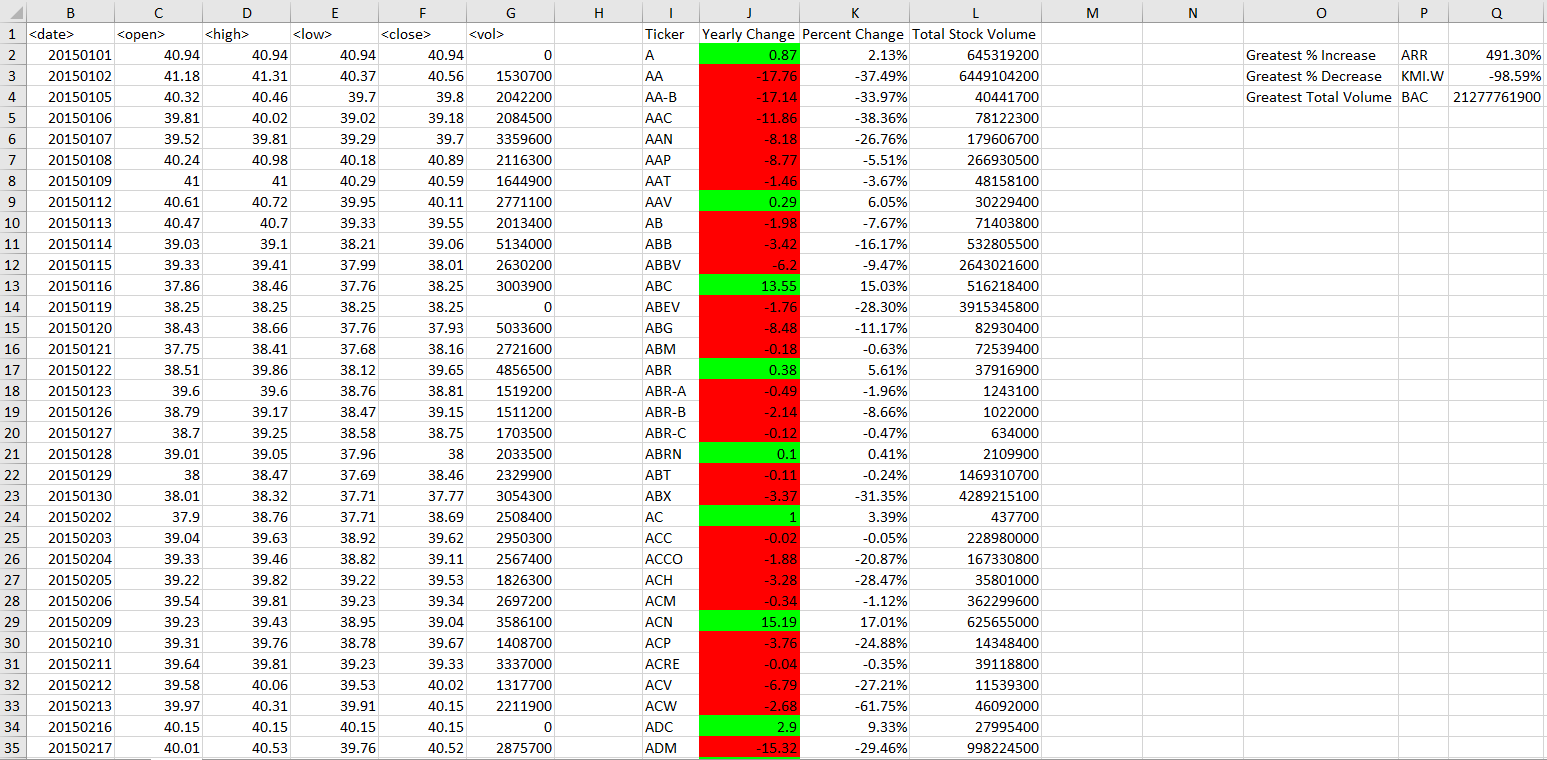 B C D E F G H I J K L M N O P Q
1 <date> <open> <high> <low> <close> <vol> Ticker Yearly Change Percent Change Total Stock Volume
2 20150101 40.94 40.94 40.94 40.94 0 A 0.87 2.13% 645319200 Greatest % Increase ARR 491.30%
3 20150102 41.18 41.31 40.37 40.56 1530700 AA -17.76 -37.49% 6449104200 Greatest % Decrease KMI.W -98.59%
4 20150105 40.32 40.46 39.7 39.8 2042200 AA-B -17.14 -33.97% 40441700 Greatest Total Volume BAC 21277761900
5 20150106 39.81 40.02 39.02 39.18 2084500 AAC -11.86 -38.36% 78122300
6 20150107 39.52 39.81 39.29 39.7 3359600 AAN -8.18 -26.76% 179606700
7 20150108 40.24 40.98 40.18 40.89 2116300 AAP -8.77 -5.51% 266930500
8 20150109 41 41 40.29 40.59 1644900 AAT -1.46 -3.67% 48158100
9 20150112 40.61 40.72 39.95 40.11 2771100 AAV 0.29 6.05% 30229400
10 20150113 40.47 40.7 39.33 39.55 2013400 AB -1.98 -7.67% 71403800
11 20150114 39.03 39.1 38.21 39.06 5134000 ABB -3.42 -16.17% 532805500
12 20150115 39.33 39.41 37.99 38.01 2630200 ABBV -6.2 -9.47% 2643021600
13 20150116 37.86 38.46 37.76 38.25 3003900 ABC 13.55 15.03% 516218400
14 20150119 38.25 38.25 38.25 38.25 0 ABEV -1.76 -28.30% 3915345800
15 20150120 38.43 38.66 37.76 37.93 5033600 ABG -8.48 -11.17% 82930400
16 20150121 37.75 38.41 37.68 38.16 2721600 ABM -0.18 -0.63% 72539400
17 20150122 38.51 39.86 38.12 39.65 4856500 ABR 0.38 5.61% 37916900
18 20150123 39.6 39.6 38.76 38.81 1519200 ABR-A -0.49 -1.96% 1243100
19 20150126 38.79 39.17 38.47 39.15 1511200 ABR-B -2.14 -8.66% 1022000
20 20150127 38.7 39.25 38.58 38.75 1703500 ABR-C -0.12 -0.47% 634000
21 20150128 39.01 39.05 37.96 38 2033500 ABRN 0.1 0.41% 2109900
22 20150129 38 38.47 37.69 38.46 2329900 ABT -0.11 -0.24% 1469310700
23 20150130 38.01 38.32 37.71 37.77 3054300 ABX -3.37 -31.35% 4289215100
24 20150202 37.9 38.76 37.71 38.69 2508400 AC 1 3.39% 437700
25 20150203 39.04 39.63 38.92 39.62 2950300 ACC -0.02 -0.05% 228980000
26 20150204 39.33 39.46 38.82 39.11 2567400 ACCO -1.88 -20.87% 167330800
27 20150205 39.22 39.82 39.22 39.53 1826300 ACH -3.28 -28.47% 35801000
28 20150206 39.54 39.81 39.23 39.34 2697200 ACM -0.34 -1.12% 362299600
29 20150209 39.23 39.43 38.95 39.04 3586100 ACN 15.19 17.01% 625655000
30 20150210 39.31 39.76 38.78 39.67 1408700 ACP -3.76 -24.88% 14348400
31 20150211 39.64 39.81 39.23 39.33 3337000 ACRE -0.04 -0.35% 39118800
32 20150212 39.58 40.06 39.53 40.02 1317700 ACV -6.79 -27.21% 11539300
33 20150213 39.97 40.31 39.91 40.15 2211900 ACW -2.68 -61.75% 46092000
34 20150216 40.15 40.15 40.15 40.15 0 ADC 2.9 9.33% 27995400
35 20150217 40.01 40.53 39.76 40.52 2875700 ADM -15.32 -29.46% 998224500